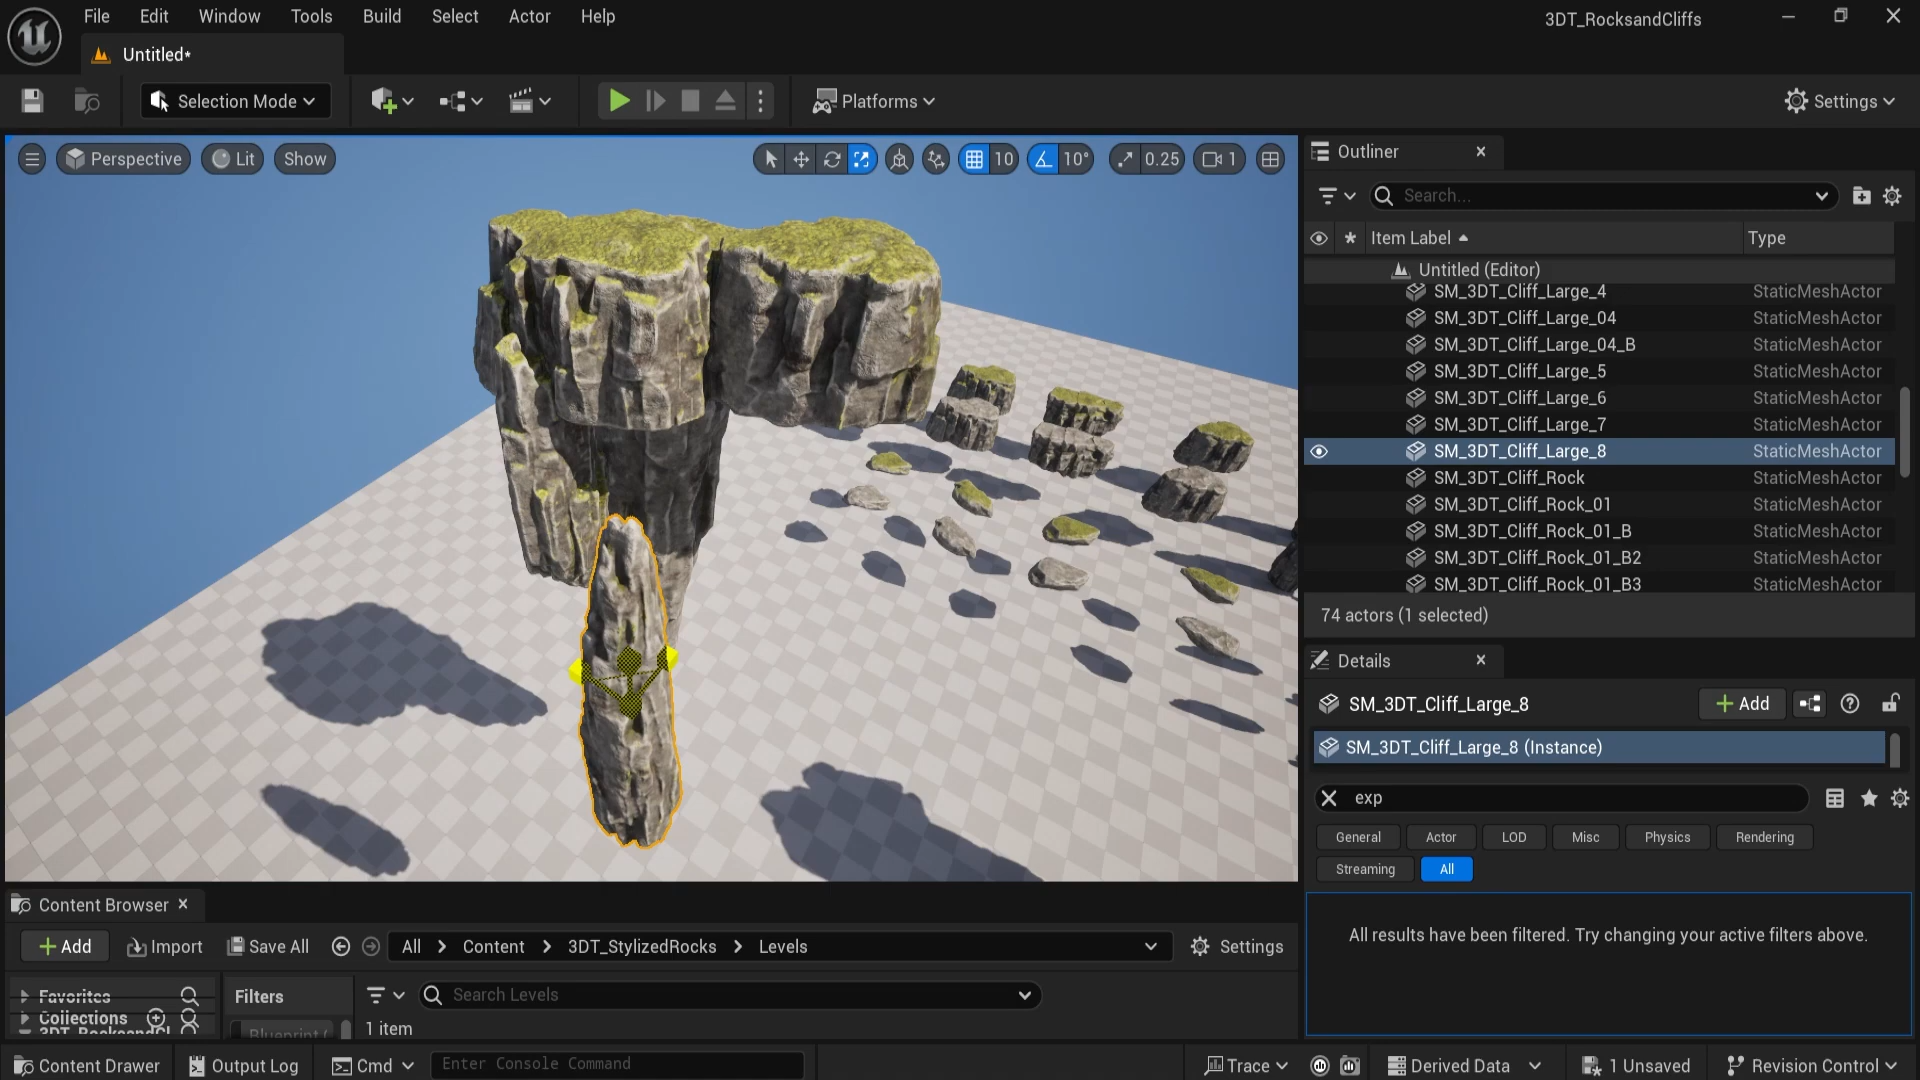 File Edit Window Tools Build Select Actor Help
3DT_RocksandCliffs
Untitled*
Selection Mode
Platforms
Settings
Perspective Lit Show
10 10° 0.25 1
Outliner
Search...
Item Label Type
Untitled (Editor)
SM_3DT_Cliff_Large_4 StaticMeshActor
SM_3DT_Cliff_Large_04 StaticMeshActor
SM_3DT_Cliff_Large_04_B StaticMeshActor
SM_3DT_Cliff_Large_5 StaticMeshActor
SM_3DT_Cliff_Large_6 StaticMeshActor
SM_3DT_Cliff_Large_7 StaticMeshActor
SM_3DT_Cliff_Large_8 StaticMeshActor
SM_3DT_Cliff_Rock StaticMeshActor
SM_3DT_Cliff_Rock_01 StaticMeshActor
SM_3DT_Cliff_Rock_01_B StaticMeshActor
SM_3DT_Cliff_Rock_01_B2 StaticMeshActor
SM_3DT_Cliff_Rock_01_B3 StaticMeshActor
74 actors (1 selected)
Details
SM_3DT_Cliff_Large_8
Add
SM_3DT_Cliff_Large_8 (Instance)
exp
General Actor LOD Misc Physics Rendering
Streaming All
All results have been filtered. Try changing your active filters above.
Content Browser
Add Import Save All All Content 3DT_StylizedRocks Levels Settings
Favorites
Collections
Filters
Search Levels
1 item
Content Drawer Output Log Cmd Enter Console Command Trace Derived Data 1 Unsaved Revision Control